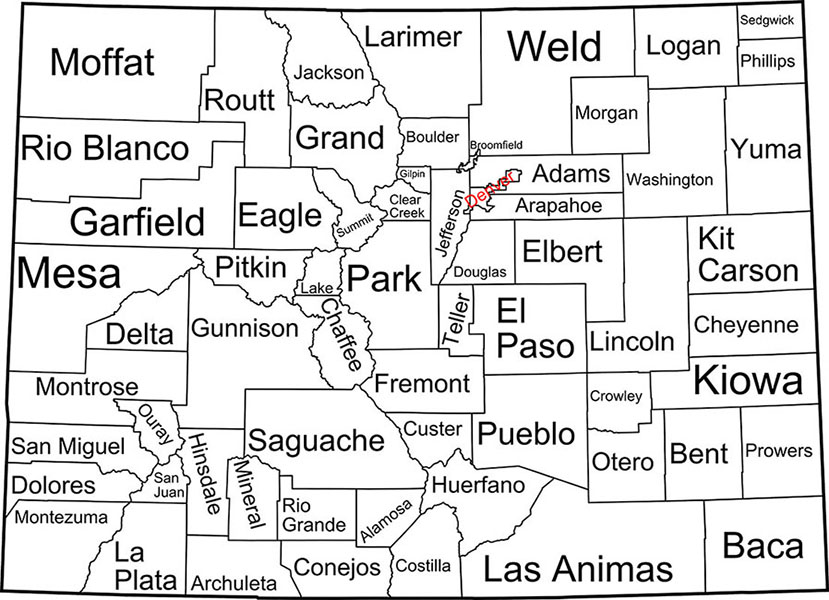 Moffat
Routt
Jackson
Larimer
Weld
Logan
Sedgwick
Phillips
Morgan
Rio Blanco
Grand
Boulder
Broomfield
Gilpin
Yuma
Washington
Adams
Denver
Arapahoe
Clear
Creek
Jefferson
Garfield
Eagle
Summit
Douglas
Elbert
Kit
Carson
Mesa
Pitkin
Lake
Park
Delta
Gunnison
Chaffee
Teller
El
Paso
Lincoln
Cheyenne
Montrose
Fremont
Crowley
Kiowa
Ouray
San Miguel
Saguache
Custer
Pueblo
Otero
Bent
Prowers
Dolores
San
Juan
Hinsdale
Mineral
Rio
Grande
Alamosa
Huerfano
Montezuma
La
Plata
Archuleta
Conejos
Costilla
Las Animas
Baca